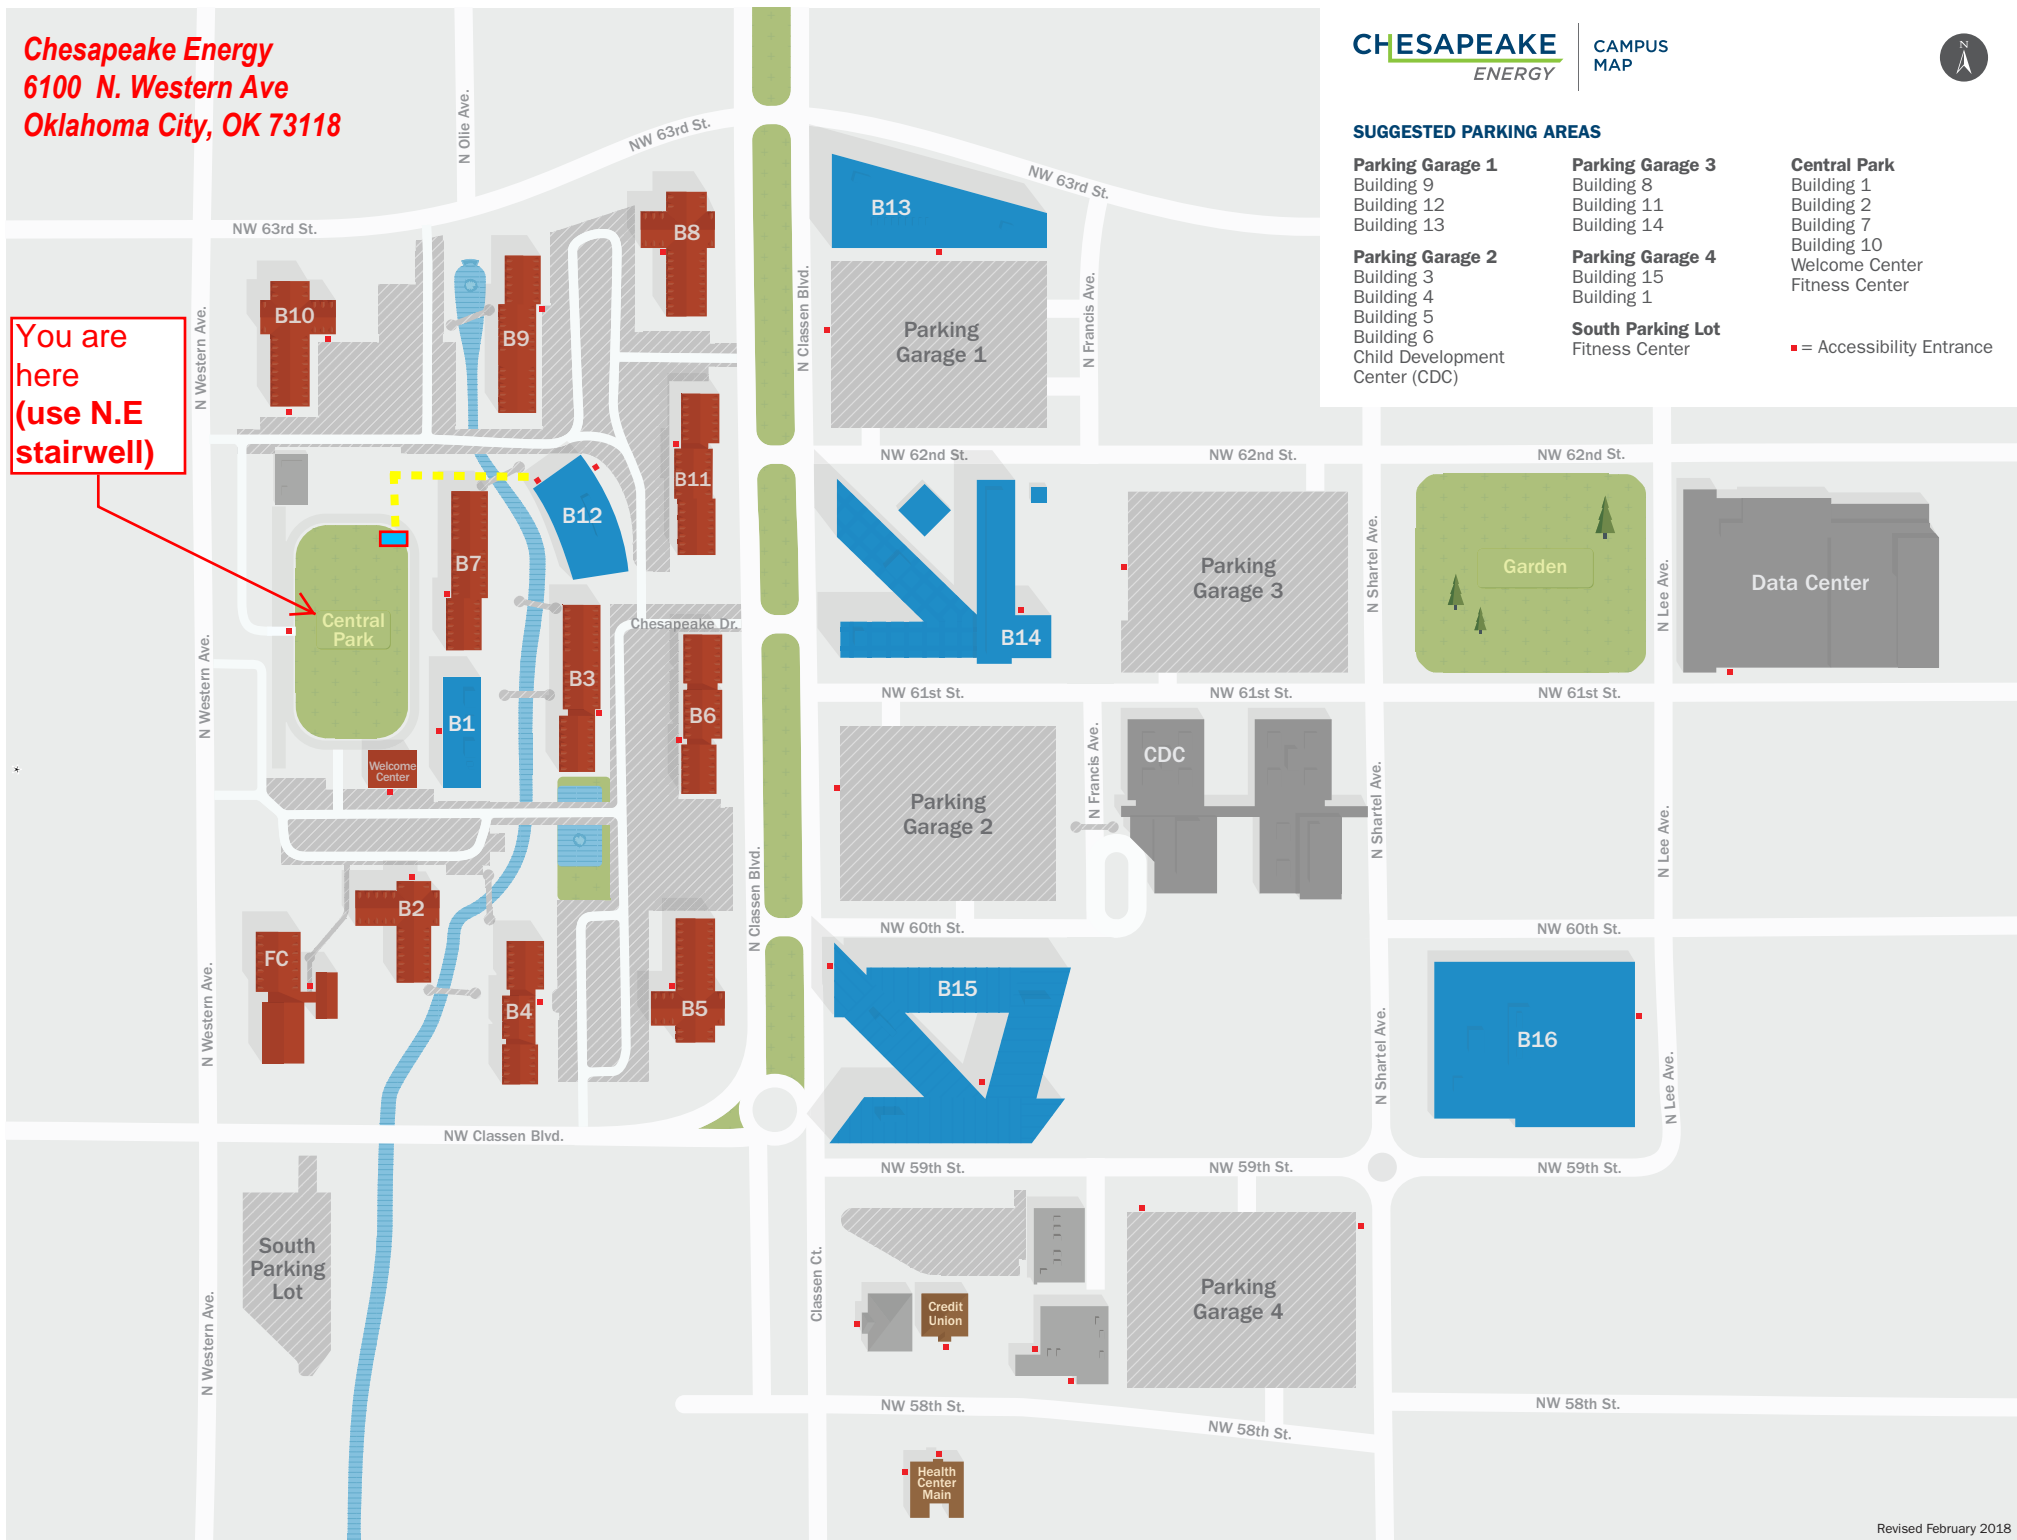 Chesapeake Energy
6100 N. Western Ave
Oklahoma City, OK 73118
CHESAPEAKE
ENERGY
CAMPUS
MAP
N
SUGGESTED PARKING AREAS
Parking Garage 1
Building 9
Building 12
Building 13
Parking Garage 2
Building 3
Building 4
Building 5
Building 6
Child Development
Center (CDC)
Parking Garage 3
Building 8
Building 11
Building 14
Parking Garage 4
Building 15
Building 1
South Parking Lot
Fitness Center
Central Park
Building 1
Building 2
Building 7
Building 10
Welcome Center
Fitness Center
= Accessibility Entrance
N Olie Ave.
NW 63rd St.
NW 63rd St.
NW 63rd St.
B8
B13
B10
B9
N Western Ave.
N Classen Blvd.
N Francis Ave.
Parking
Garage 1
You are
here
(use N.E
stairwell)
NW 62nd St.
NW 62nd St.
NW 62nd St.
B11
B12
B7
Central
Park
Chesapeake Dr.
B14
Parking
Garage 3
N Shartel Ave.
Garden
N Lee Ave.
Data Center
N Western Ave.
B3
B6
B1
Welcome
Center
NW 61st St.
NW 61st St.
NW 61st St.
N Francis Ave.
CDC
Parking
Garage 2
N Shartel Ave.
N Lee Ave.
N Classen Blvd.
B2
FC
B4
B5
NW 60th St.
NW 60th St.
N Western Ave.
B15
B16
N Shartel Ave.
N Lee Ave.
NW Classen Blvd.
NW 59th St.
NW 59th St.
NW 59th St.
South
Parking
Lot
N Western Ave.
Classen Ct.
Credit
Union
Parking
Garage 4
NW 58th St.
NW 58th St.
NW 58th St.
Health
Center
Main
Revised February 2018